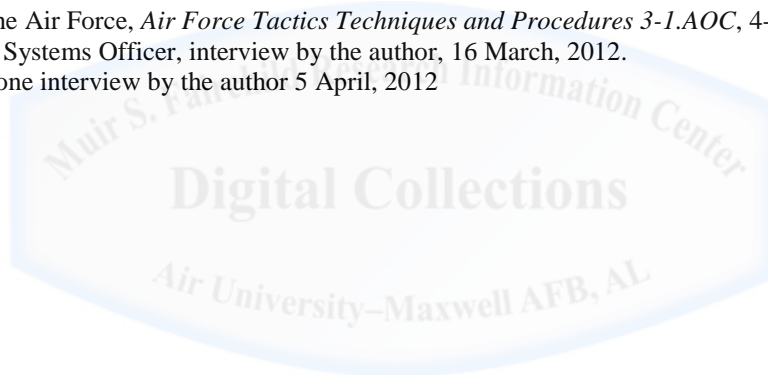 ne Air Force, Air Force Tactics Techniques and Procedures 3-1.AOC, 4-
Systems Officer, interview by the author, 16 March, 2012.
one interview by the author 5 April, 2012
Muir S. Fairchild Research Information Center
Digital Collections
Air University–Maxwell AFB, AL